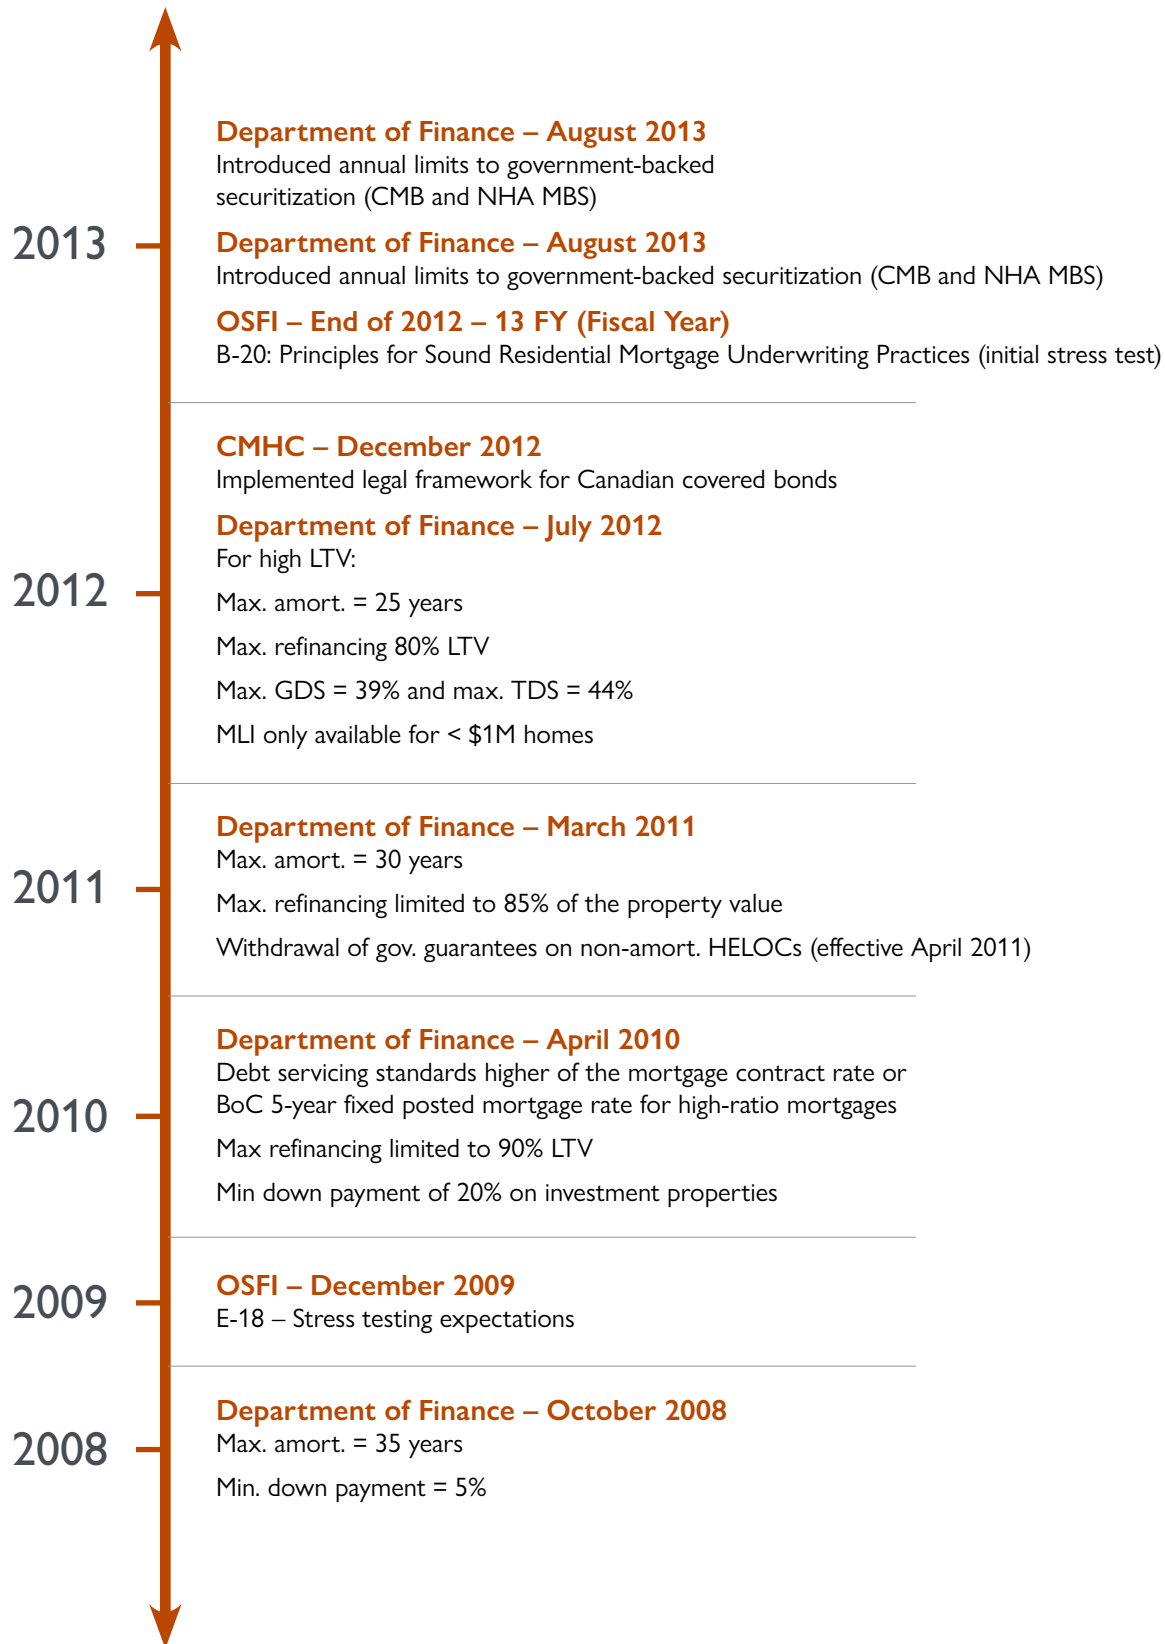 Department of Finance – August 2013
Introduced annual limits to government-backed
securitization (CMB and NHA MBS)
2013
Department of Finance – August 2013
Introduced annual limits to government-backed securitization (CMB and NHA MBS)
OSFI – End of 2012 – 13 FY (Fiscal Year)
B-20: Principles for Sound Residential Mortgage Underwriting Practices (initial stress test)
CMHC – December 2012
Implemented legal framework for Canadian covered bonds
Department of Finance – July 2012
For high LTV:
2012
Max. amort. = 25 years
Max. refinancing 80% LTV
Max. GDS = 39% and max. TDS = 44%
MLI only available for < $1M homes
Department of Finance – March 2011
Max. amort. = 30 years
2011
Max. refinancing limited to 85% of the property value
Withdrawal of gov. guarantees on non-amort. HELOCs (effective April 2011)
Department of Finance – April 2010
Debt servicing standards higher of the mortgage contract rate or
BoC 5-year fixed posted mortgage rate for high-ratio mortgages
2010
Max refinancing limited to 90% LTV
Min down payment of 20% on investment properties
OSFI – December 2009
2009
E-18 – Stress testing expectations
Department of Finance – October 2008
Max. amort. = 35 years
2008
Min. down payment = 5%